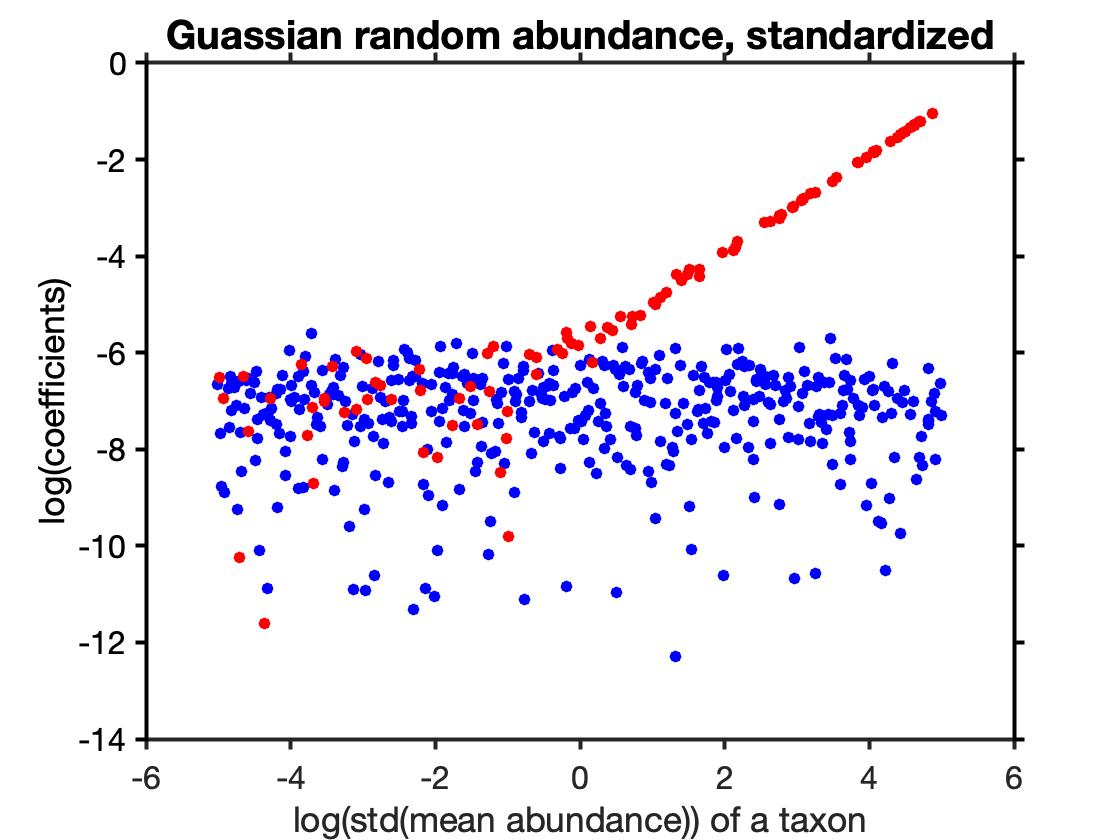 Guassian random abundance, standardized
0
-2
-4
-6
-8
-10
-12
-14
log(coefficients)
-6 -4 -2 0 2 4 6
log(std(mean abundance)) of a taxon